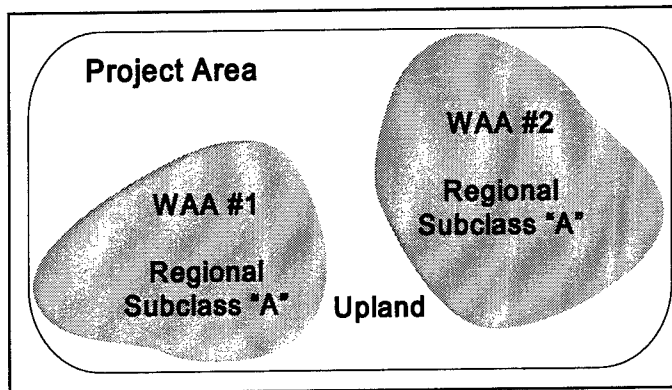 Project Area
WAA #2
Regional
Subclass "A"
WAA #1
Regional
Subclass "A"
Upland